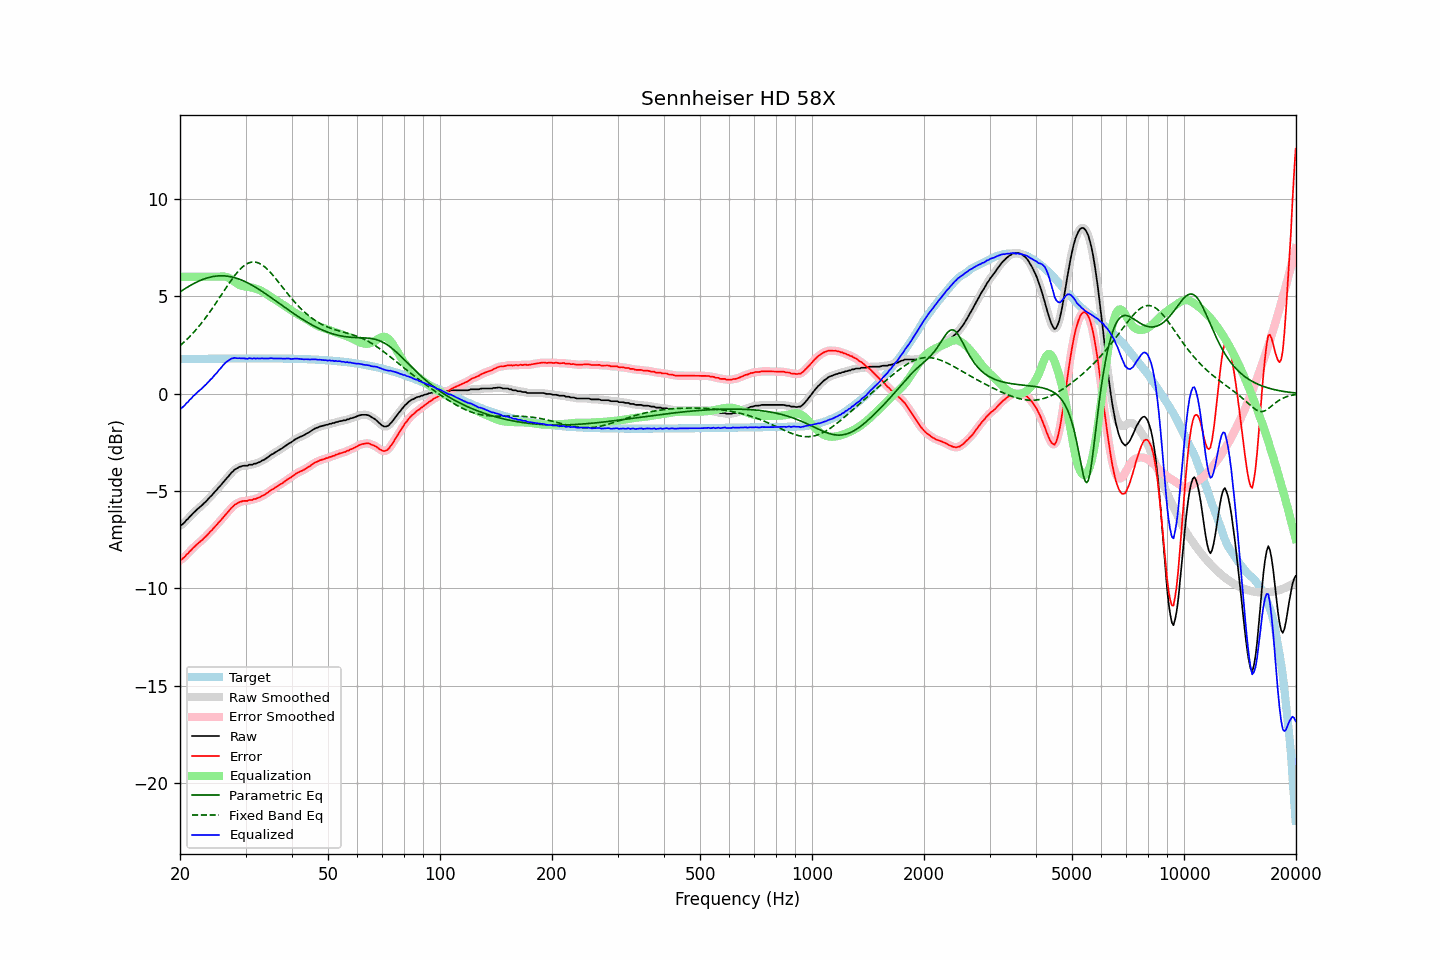 Sennheiser HD 58X
Amplitude (dBr)
10
5
0
−5
−10
−15
−20
Target
Raw Smoothed
Error Smoothed
Raw
Error
Equalization
Parametric Eq
Fixed Band Eq
Equalized
20 50 100 200 500 1000 2000 5000 10000 20000
Frequency (Hz)